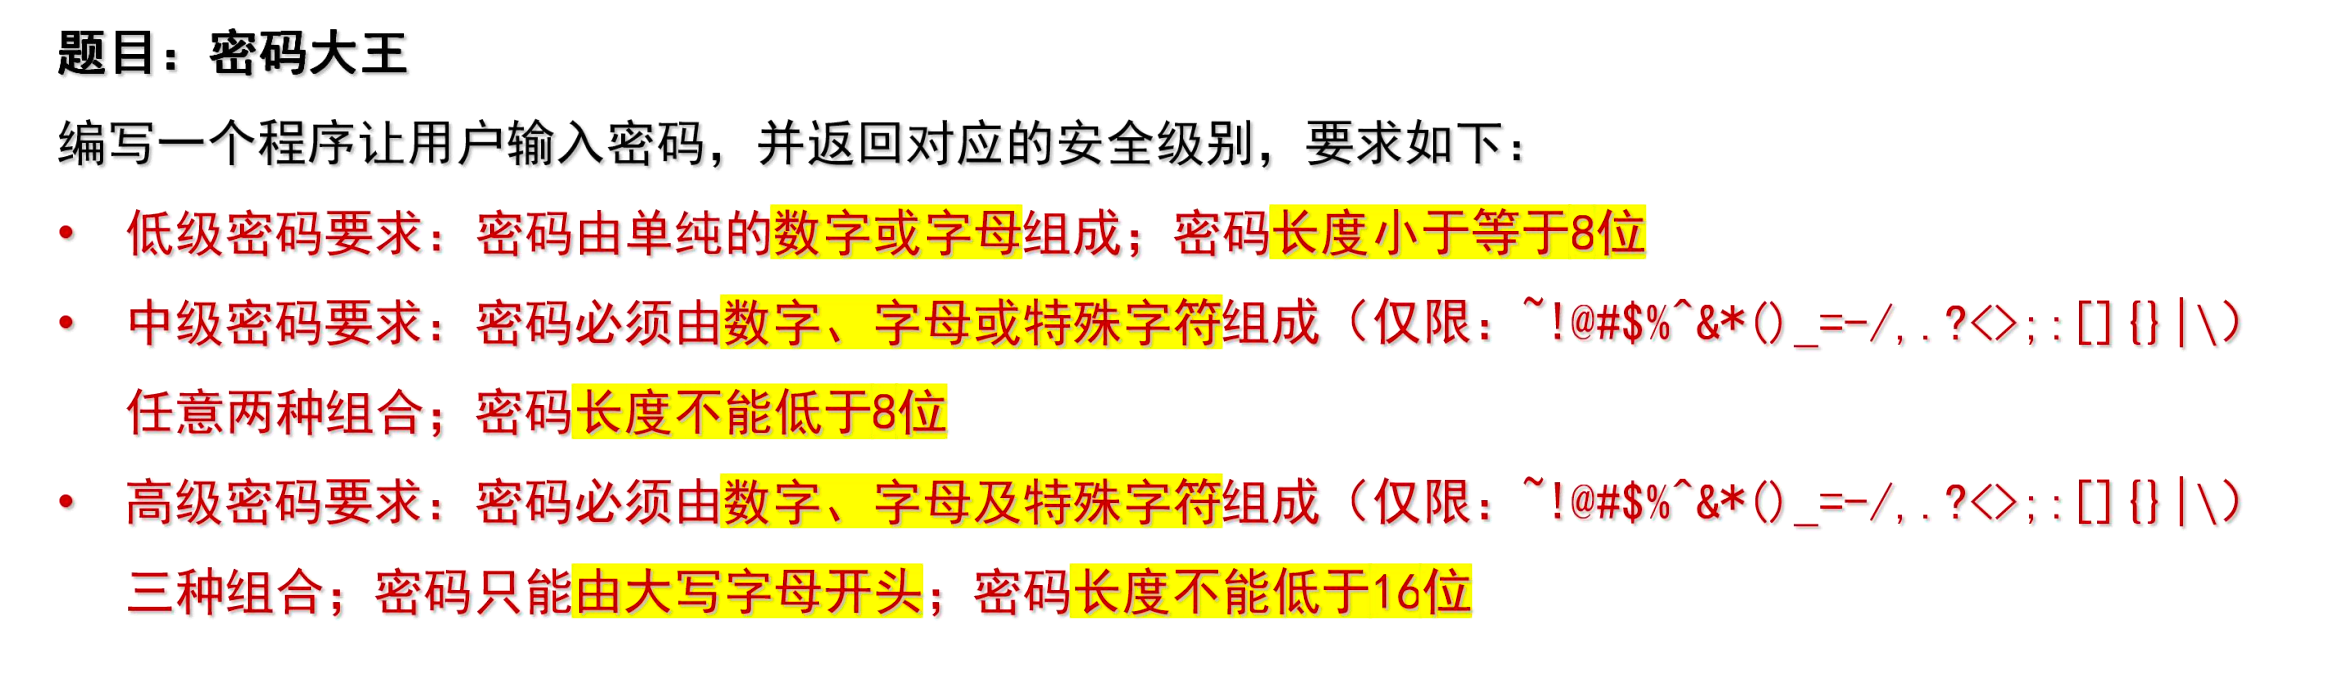 题目：密码大王
编写一个程序让用户输入密码，并返回对应的安全级别，要求如下：
• 低级密码要求：密码由单纯的数字或字母组成；密码长度小于等于8位
• 中级密码要求：密码必须由数字、字母或特殊字符组成（仅限：~!@#$%^&*()_=-/,.?<>;:[]{}|\）
任意两种组合；密码长度不能低于8位
• 高级密码要求：密码必须由数字、字母及特殊字符组成（仅限：~!@#$%^&*()_=-/,.?<>;:[]{}|\）
三种组合；密码只能由大写字母开头；密码长度不能低于16位